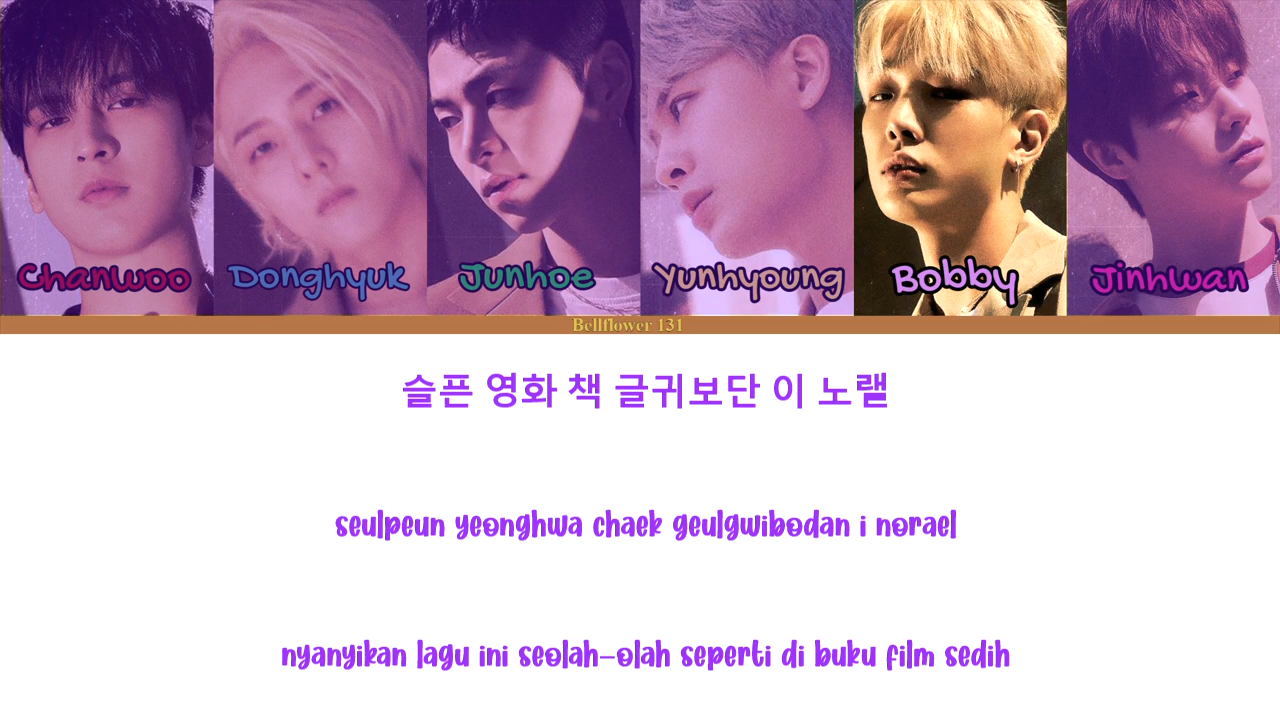 Chanwoo Donghyuk Junhoe Yunhyoung Bobby Jinhwan
Bellflower 131
슬픈 영화 책 글귀보단 이 노랠
seulpeun yeonghwa chaek geulgwibodan i norael
nyanyikan lagu ini seolah-olah seperti di buku film sedih